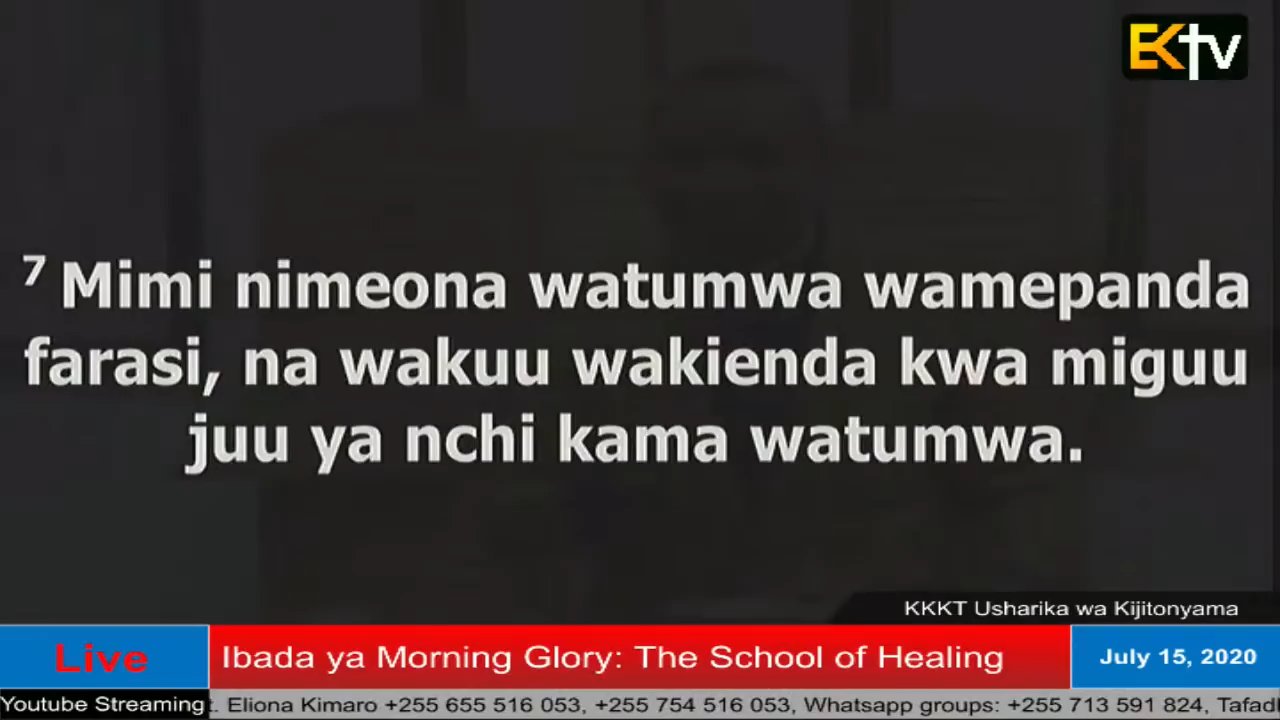 EKTV
7 Mimi nimeona watumwa wamepanda
farasi, na wakuu wakienda kwa miguu
juu ya nchi kama watumwa.
KKKT Usharika wa Kijitonyama
Live
Ibada ya Morning Glory: The School of Healing
July 15, 2020
Youtube Streaming
. Eliona Kimaro +255 655 516 053, +255 754 516 053, Whatsapp groups: +255 713 591 824, Tafad